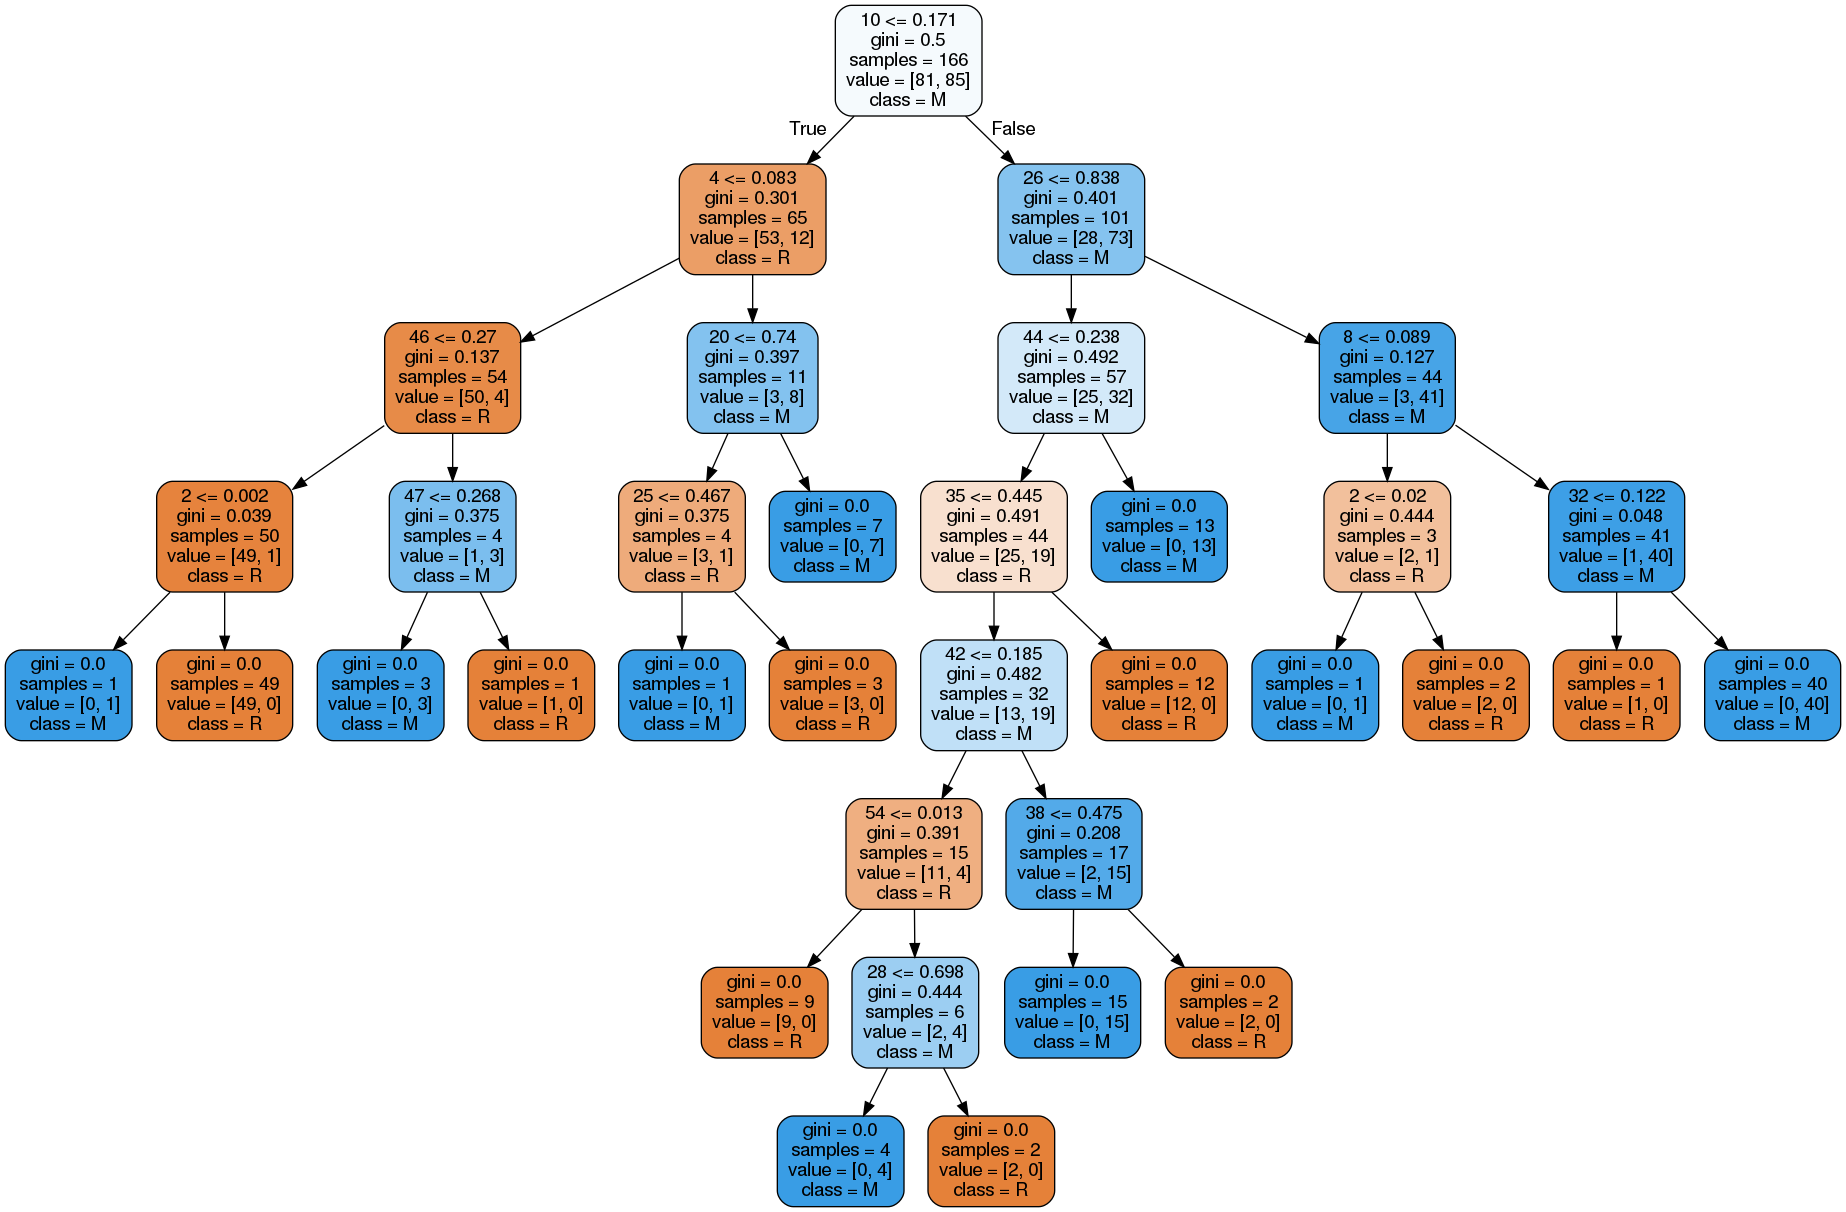 10 <= 0.171
gini = 0.5
samples = 166
value = [81, 85]
class = M
True
False
4 <= 0.083
gini = 0.301
samples = 65
value = [53, 12]
class = R
26 <= 0.838
gini = 0.401
samples = 101
value = [28, 73]
class = M
46 <= 0.27
gini = 0.137
samples = 54
value = [50, 4]
class = R
20 <= 0.74
gini = 0.397
samples = 11
value = [3, 8]
class = M
44 <= 0.238
gini = 0.492
samples = 57
value = [25, 32]
class = M
8 <= 0.089
gini = 0.127
samples = 44
value = [3, 41]
class = M
2 <= 0.002
gini = 0.039
samples = 50
value = [49, 1]
class = R
47 <= 0.268
gini = 0.375
samples = 4
value = [1, 3]
class = M
25 <= 0.467
gini = 0.375
samples = 4
value = [3, 1]
class = R
gini = 0.0
samples = 7
value = [0, 7]
class = M
35 <= 0.445
gini = 0.491
samples = 44
value = [25, 19]
class = R
gini = 0.0
samples = 13
value = [0, 13]
class = M
2 <= 0.02
gini = 0.444
samples = 3
value = [2, 1]
class = R
32 <= 0.122
gini = 0.048
samples = 41
value = [1, 40]
class = M
gini = 0.0
samples = 1
value = [0, 1]
class = M
gini = 0.0
samples = 49
value = [49, 0]
class = R
gini = 0.0
samples = 3
value = [0, 3]
class = M
gini = 0.0
samples = 1
value = [1, 0]
class = R
gini = 0.0
samples = 1
value = [0, 1]
class = M
gini = 0.0
samples = 3
value = [3, 0]
class = R
42 <= 0.185
gini = 0.482
samples = 32
value = [13, 19]
class = M
gini = 0.0
samples = 12
value = [12, 0]
class = R
gini = 0.0
samples = 1
value = [0, 1]
class = M
gini = 0.0
samples = 2
value = [2, 0]
class = R
gini = 0.0
samples = 1
value = [1, 0]
class = R
gini = 0.0
samples = 40
value = [0, 40]
class = M
54 <= 0.013
gini = 0.391
samples = 15
value = [11, 4]
class = R
38 <= 0.475
gini = 0.208
samples = 17
value = [2, 15]
class = M
gini = 0.0
samples = 9
value = [9, 0]
class = R
28 <= 0.698
gini = 0.444
samples = 6
value = [2, 4]
class = M
gini = 0.0
samples = 15
value = [0, 15]
class = M
gini = 0.0
samples = 2
value = [2, 0]
class = R
gini = 0.0
samples = 4
value = [0, 4]
class = M
gini = 0.0
samples = 2
value = [2, 0]
class = R